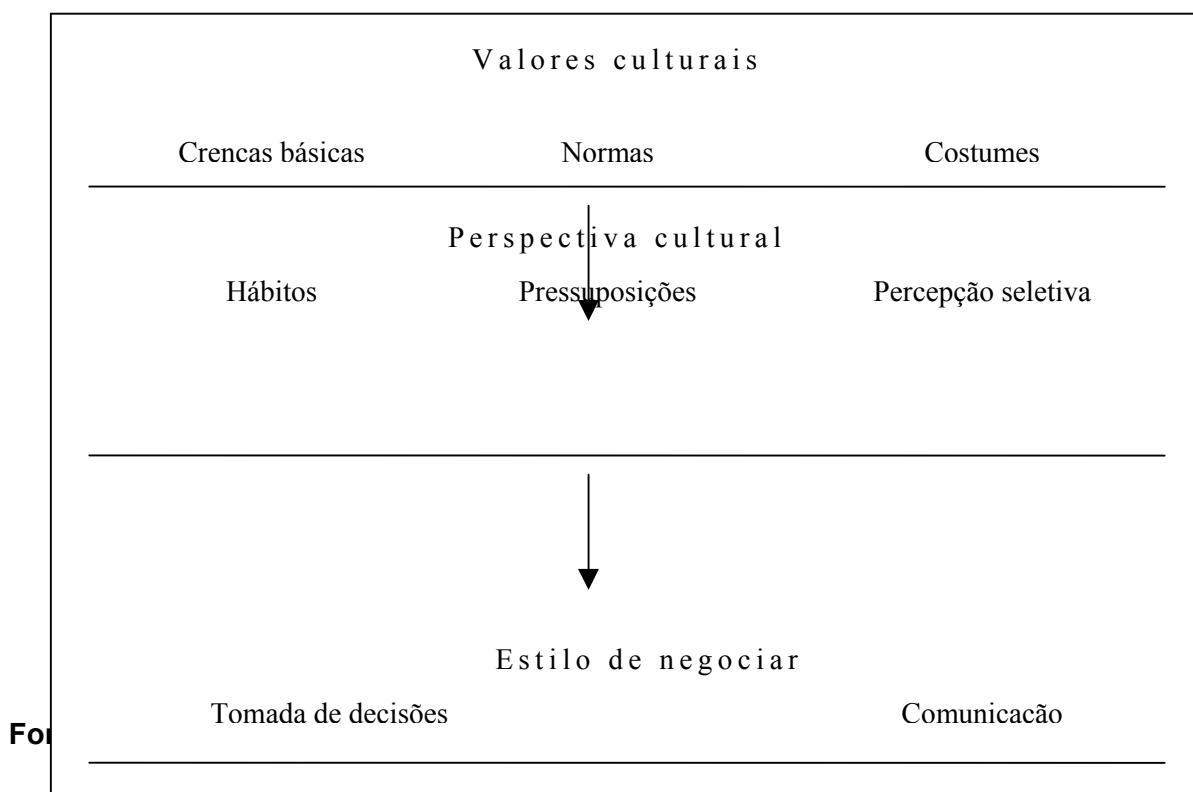 Valores culturais
Crencas básicas Normas Costumes
Perspectiva cultural
Hábitos Pressuposições Percepção seletiva
Estilo de negociar
Tomada de decisões Comunicacão